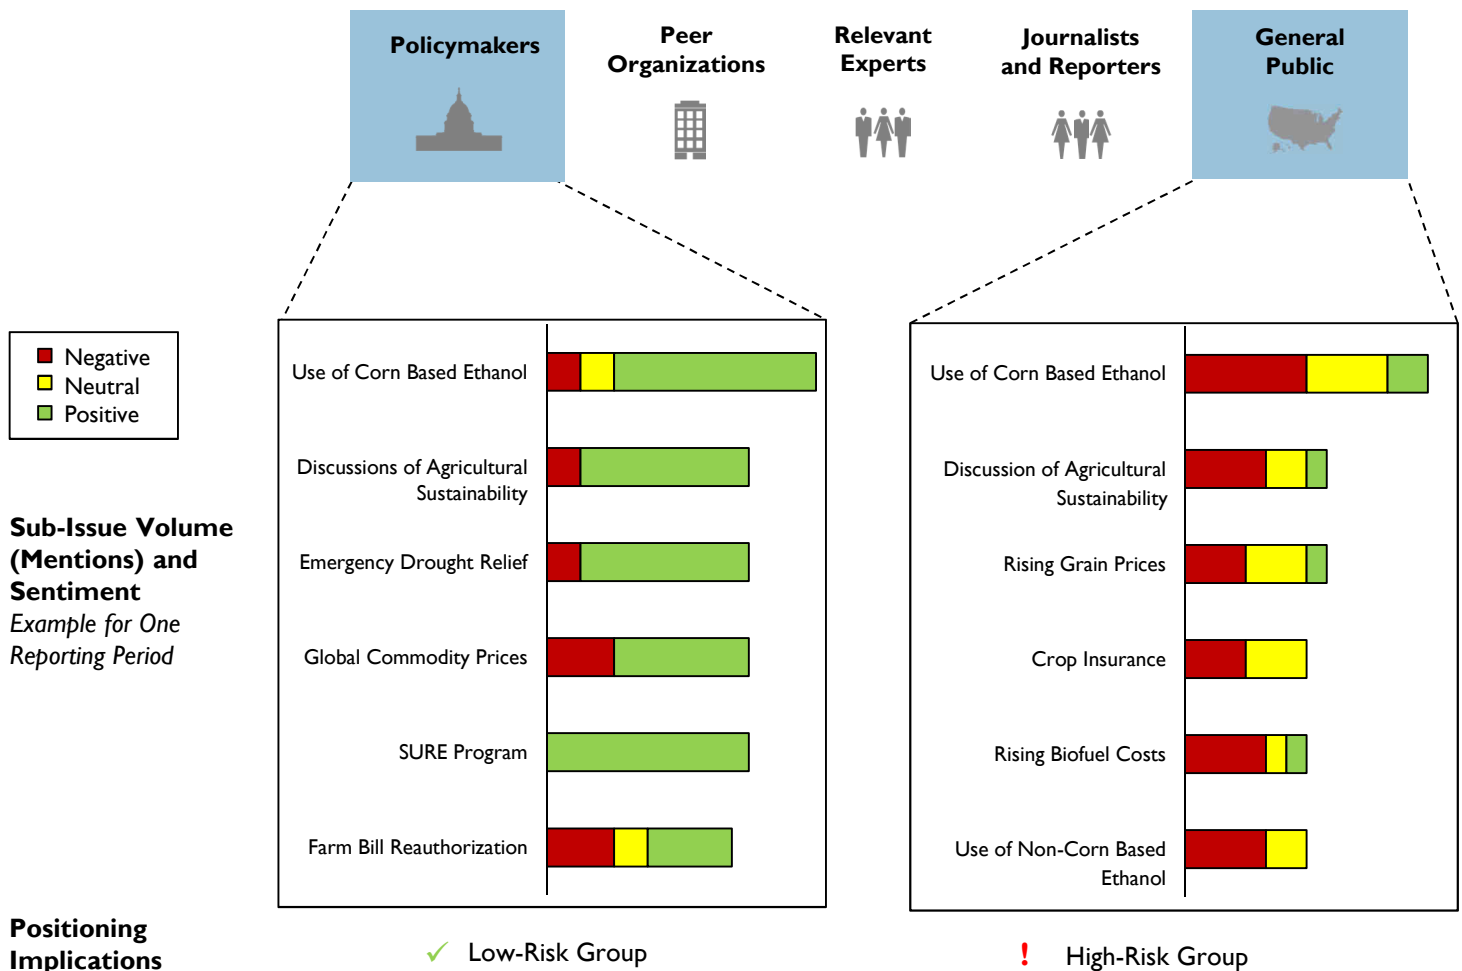 Policymakers
Peer
Organizations
Relevant
Experts
Journalists
and Reporters
General
Public
Negative
Neutral
Positive
Sub-Issue Volume
(Mentions) and
Sentiment
Example for One
Reporting Period
Use of Corn Based Ethanol
Discussions of Agricultural
Sustainability
Emergency Drought Relief
Global Commodity Prices
SURE Program
Farm Bill Reauthorization
Use of Corn Based Ethanol
Discussion of Agricultural
Sustainability
Rising Grain Prices
Crop Insurance
Rising Biofuel Costs
Use of Non-Corn Based
Ethanol
Positioning
Implications
✓ Low-Risk Group
! High-Risk Group